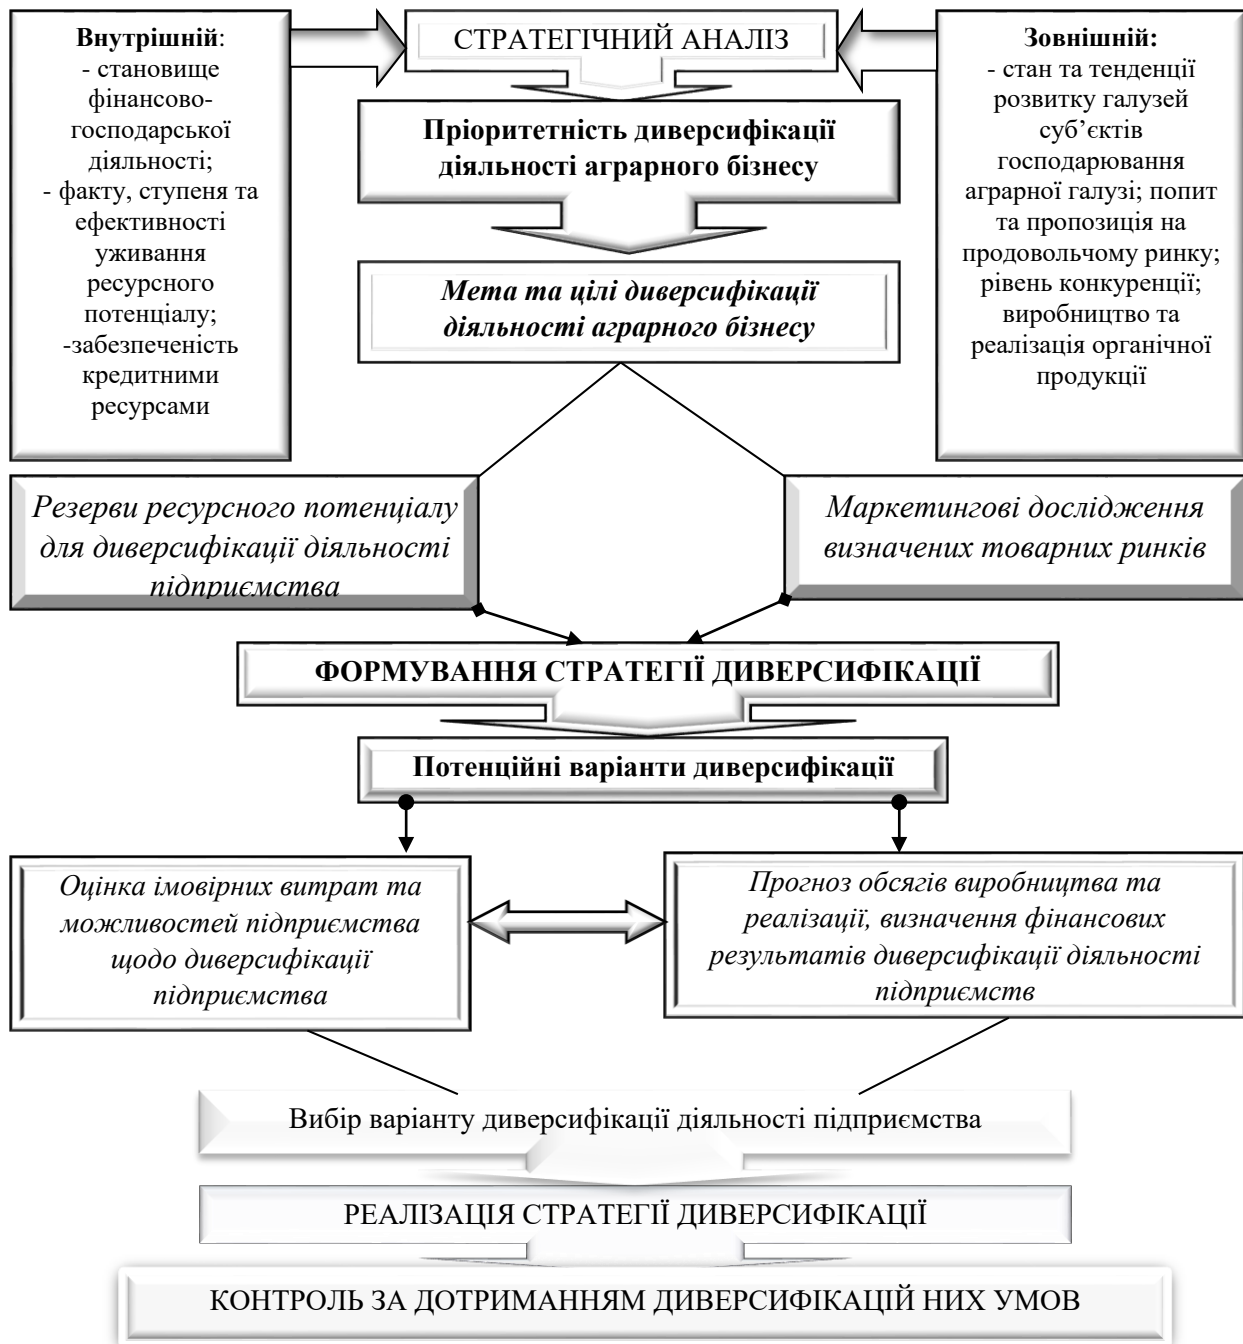 Внутрішній:
- становище
фінансово-
господарської
діяльності;
- факту, ступеня та
ефективності
уживання
ресурсного
потенціалу;
-забезпеченість
кредитними
ресурсами
СТРАТЕГІЧНИЙ АНАЛІЗ
Зовнішній:
- стан та тенденції
розвитку галузей
суб’єктів
господарювання
аграрної галузі; попит
та пропозиція на
продовольчому ринку;
рівень конкуренції;
виробництво та
реалізація органічної
продукції
Пріоритетність диверсифікації
діяльності аграрного бізнесу
Мета та цілі диверсифікації
діяльності аграрного бізнесу
Резерви ресурсного потенціалу
для диверсифікації діяльності
підприємства
Маркетингові дослідження
визначених товарних ринків
ФОРМУВАННЯ СТРАТЕГІЇ ДИВЕРСИФІКАЦІЇ
Потенційні варіанти диверсифікації
Оцінка імовірних витрат та
можливостей підприємства
щодо диверсифікації
підприємства
Прогноз обсягів виробництва та
реалізації, визначення фінансових
результатів диверсифікації діяльності
підприємств
Вибір варіанту диверсифікації діяльності підприємства
РЕАЛІЗАЦІЯ СТРАТЕГІЇ ДИВЕРСИФІКАЦІЇ
КОНТРОЛЬ ЗА ДОТРИМАННЯМ ДИВЕРСИФІКАЦІЙ НИХ УМОВ